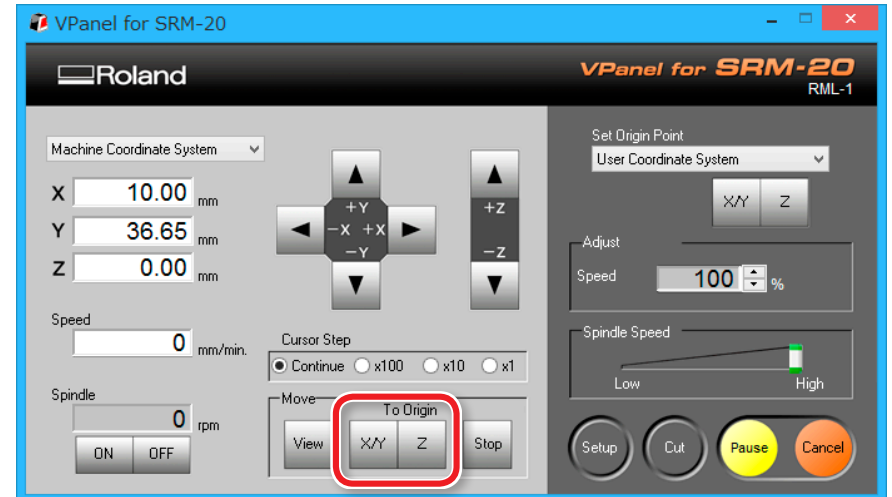 VPanel for SRM-20
Roland
VPanel for SRM-20
RML-1
Machine Coordinate System
X 10.00 mm
Y 36.65 mm
Z 0.00 mm
Speed
0 mm/min.
Spindle
0 rpm
ON OFF
+Y
-X +X
-Y
+Z
-Z
Cursor Step
Continue x100 x10 x1
Move
To Origin
View X/Y Z Stop
Set Origin Point
User Coordinate System
X/Y Z
Adjust
Speed 100 %
Spindle Speed
Low High
Setup Cut Pause Cancel